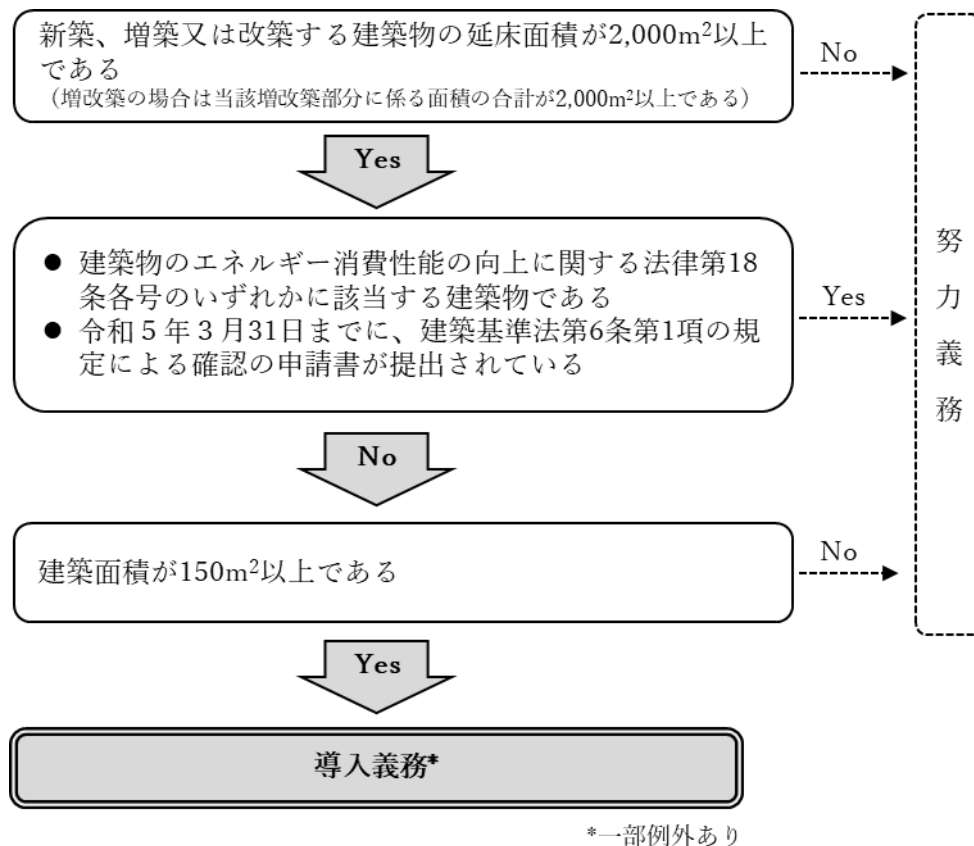 新築、増築又は改築する建築物の延床面積が2,000m²以上
である
（増改築の場合は当該増改築部分に係る面積の合計が2,000m²以上である）
No
Yes
● 建築物のエネルギー消費性能の向上に関する法律第18
条各号のいずれかに該当する建築物である
● 令和５年３月31日までに、建築基準法第6条第1項の規
定による確認の申請書が提出されている
Yes
努力義務
No
建築面積が150m²以上である
No
Yes
導入義務*
*一部例外あり